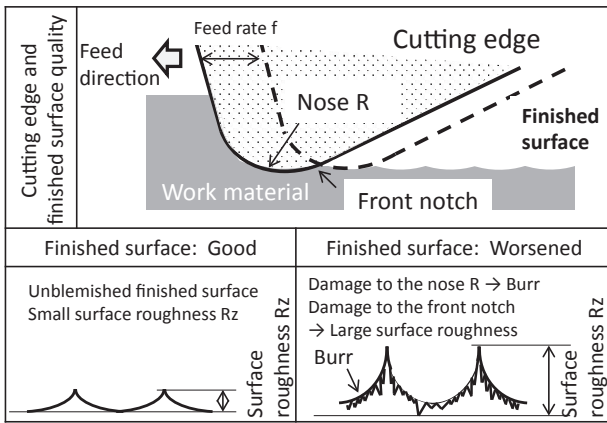 Cutting edge and
finished surface quality
Feed rate f
Feed
direction
Cutting edge
Nose R
Finished
surface
Work material
Front notch
Finished surface: Good
Finished surface: Worsened
Unblemished finished surface
Small surface roughness Rz
Surface
roughness Rz
Damage to the nose R → Burr
Damage to the front notch
→ Large surface roughness
Burr
Surface
roughness Rz